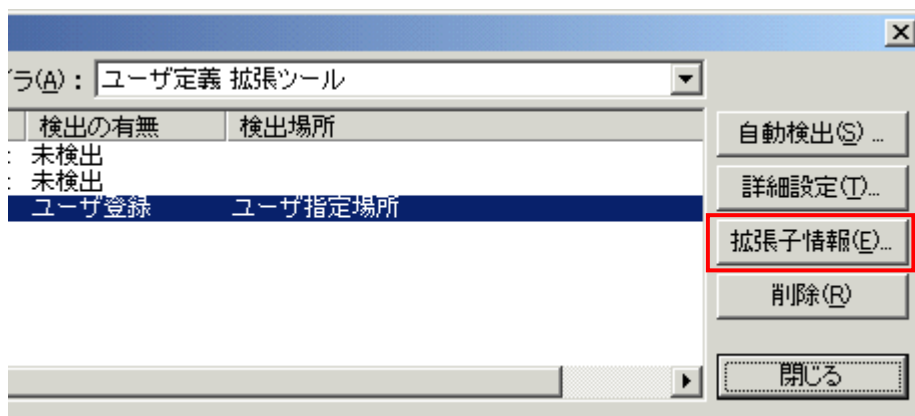 ラ(A)： ユーザ定義 拡張ツール
検出の有無 検出場所
未検出
未検出
ユーザ登録 ユーザ指定場所
自動検出(S) ...
詳細設定(T)...
拡張子情報(E)...
削除(R)
閉じる